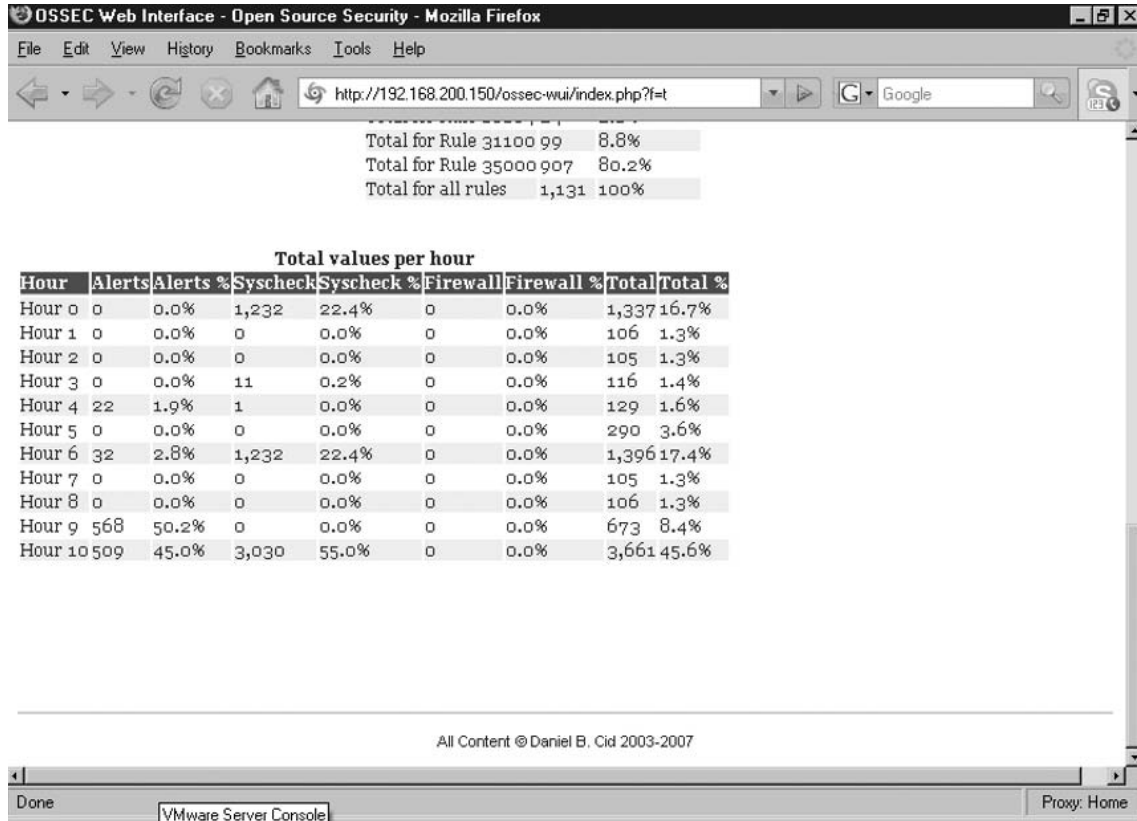 OSSEC Web Interface - Open Source Security - Mozilla Firefox
File Edit View History Bookmarks Tools Help
http://192.168.200.150/ossec-wui/index.php?f=t
G Google
Total for Rule 31100 99 8.8%
Total for Rule 35000 907 80.2%
Total for all rules 1,131 100%
Total values per hour
Hour Alerts Alerts % Syscheck Syscheck % Firewall Firewall % Total Total %
Hour 0 0 0.0% 1,232 22.4% 0 0.0% 1,337 16.7%
Hour 1 0 0.0% 0 0.0% 0 0.0% 106 1.3%
Hour 2 0 0.0% 0 0.0% 0 0.0% 105 1.3%
Hour 3 0 0.0% 11 0.2% 0 0.0% 116 1.4%
Hour 4 22 1.9% 1 0.0% 0 0.0% 129 1.6%
Hour 5 0 0.0% 0 0.0% 0 0.0% 290 3.6%
Hour 6 32 2.8% 1,232 22.4% 0 0.0% 1,396 17.4%
Hour 7 0 0.0% 0 0.0% 0 0.0% 105 1.3%
Hour 8 0 0.0% 0 0.0% 0 0.0% 106 1.3%
Hour 9 568 50.2% 0 0.0% 0 0.0% 673 8.4%
Hour 10 509 45.0% 3,030 55.0% 0 0.0% 3,661 45.6%
All Content © Daniel B. Cid 2003-2007
Done Proxy: Home
VMware Server Console